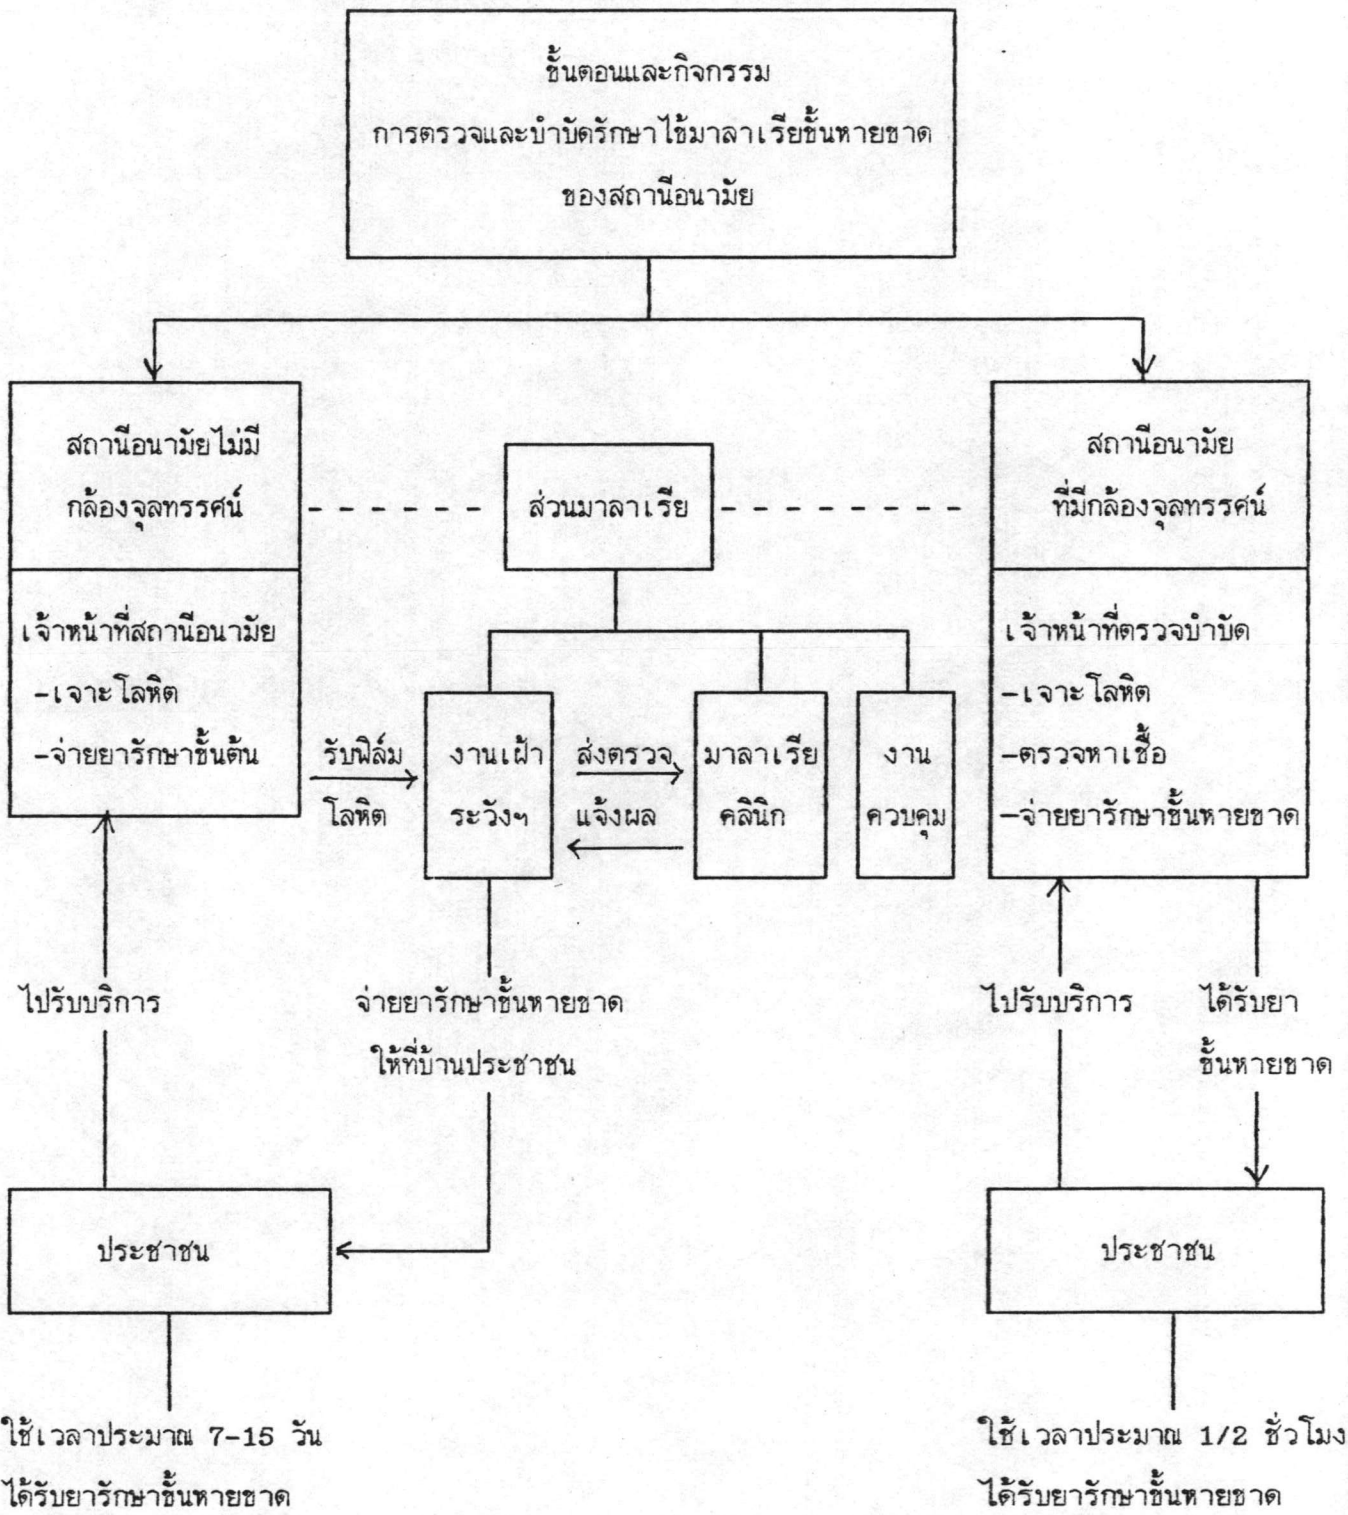 ขั้นตอนและกิจกรรม
การตรวจและบำบัดรักษาไข้มาลาเรียขั้นหายขาด
ของสถานีอนามัย
สถานีอนามัยไม่มี
กล้องจุลทรรศน์
เจ้าหน้าที่สถานีอนามัย
-เจาะโลหิต
-จ่ายยารักษาขั้นต้น
รับฟิล์ม
โลหิต
ส่วนมาลาเรีย
งานเฝ้า
ระวังฯ
ส่งตรวจ
แจ้งผล
มาลาเรีย
คลินิก
งาน
ควบคุม
สถานีอนามัย
ที่มีกล้องจุลทรรศน์
เจ้าหน้าที่ตรวจบำบัด
-เจาะโลหิต
-ตรวจหาเชื้อ
-จ่ายยารักษาขั้นหายขาด
ไปรับบริการ
จ่ายยารักษาขั้นหายขาด
ให้ที่บ้านประชาชน
ไปรับบริการ
ได้รับยา
ขั้นหายขาด
ประชาชน
ประชาชน
ใช้เวลาประมาณ 7-15 วัน
ได้รับยารักษาขั้นหายขาด
ใช้เวลาประมาณ 1/2 ชั่วโมง
ได้รับยารักษาขั้นหายขาด